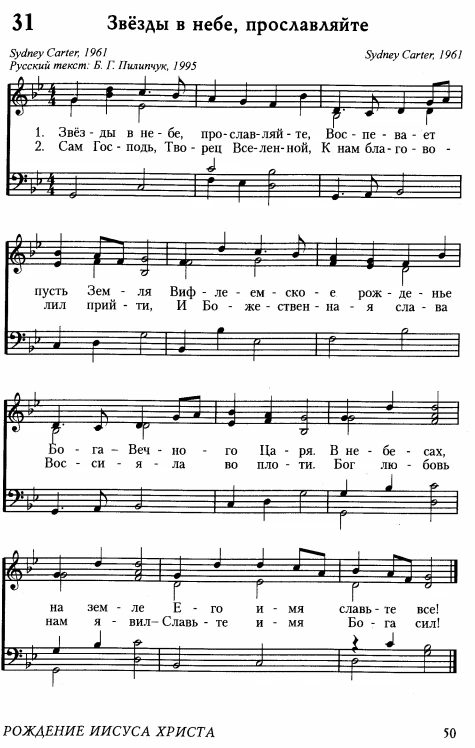 31 Звёзды в небе, прославляйте
Sydney Carter, 1961
Русский текст: Б. Г. Пилипчук, 1995
Sydney Carter, 1961
1. Звёз - ды в не - бе, про - слав - ляй - те, Вос - пе - ва - ет
2. Сам Гос - подь, Тво - рец Все - лен - ной, К нам бла - го - во -
пусть Зем - ля Виф - ле - ем - ско - е рож - де - нье
лил прий - ти, И Бо - же - ствен - на - я сла - ва
Бо - га – Веч - но - го Ца - ря. В не - бе - сах,
Вос - си - я - ла во пло - ти. Бог лю - бовь
на зем - ле Е - го и - мя славь - те все!
нам я - вил – Славь - те и - мя Бо - га сил!
РОЖДЕНИЕ ИИСУСА ХРИСТА 50